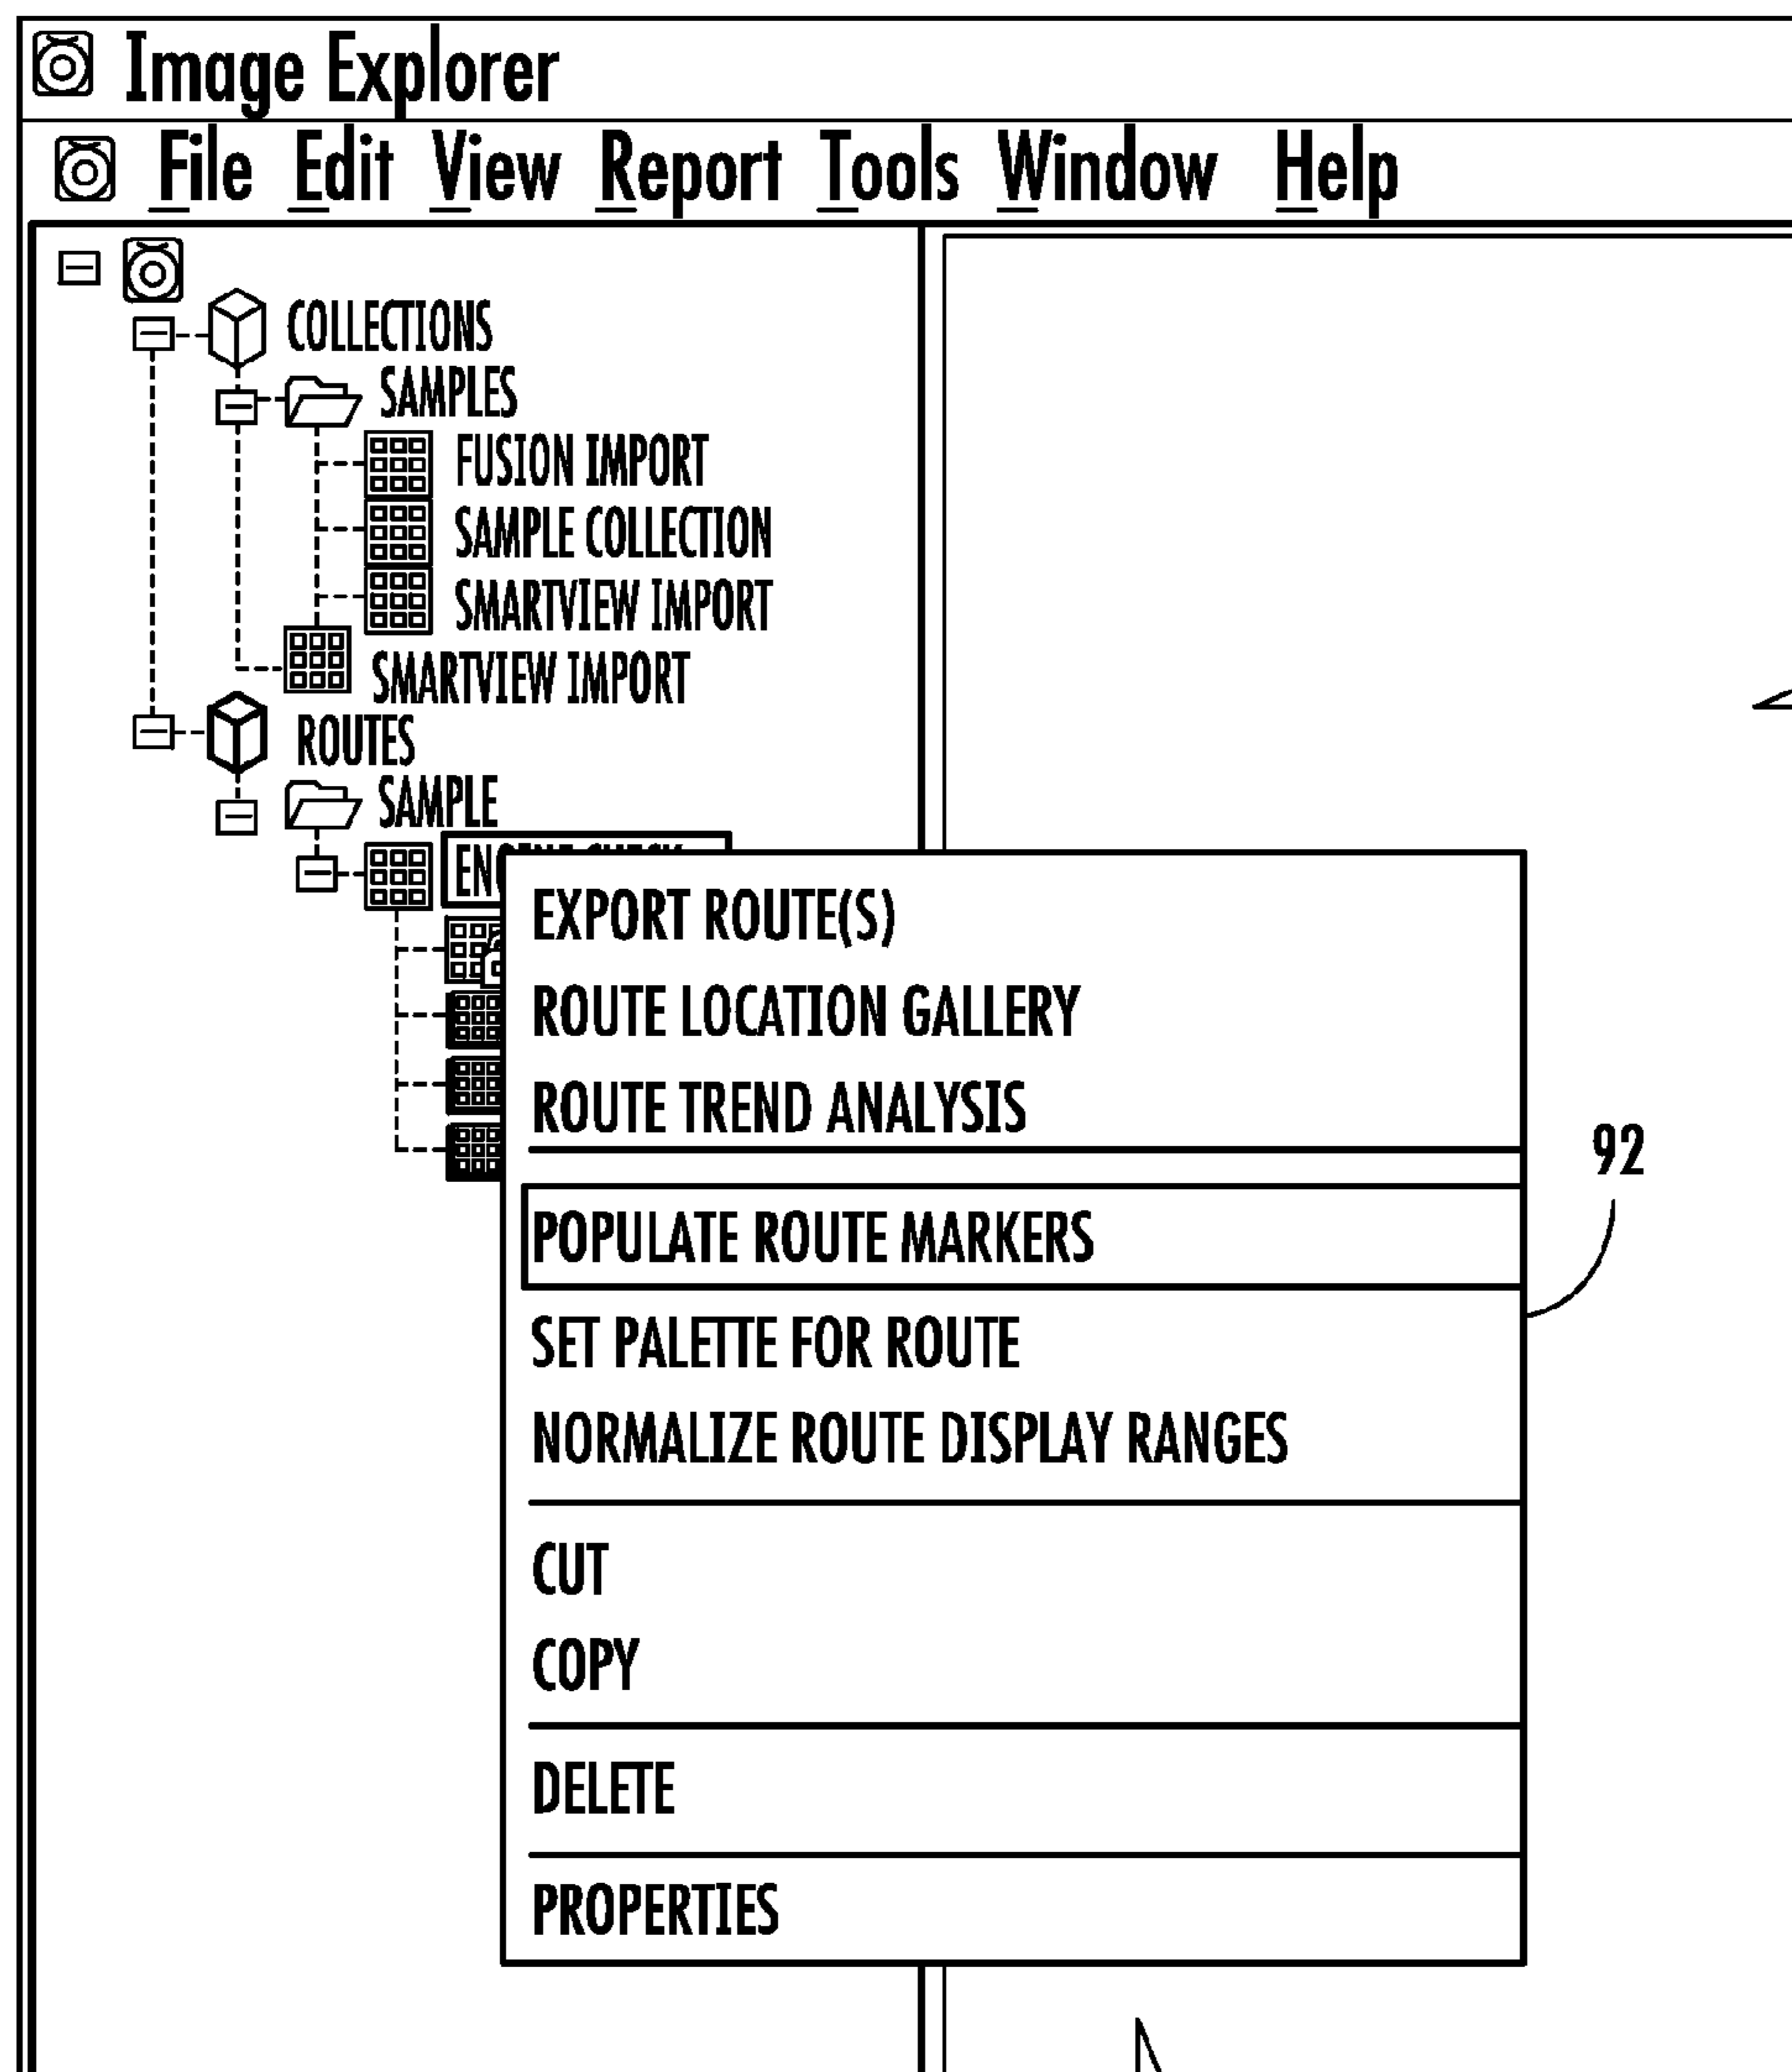 Image Explorer
File Edit View Report Tools Window Help
COLLECTIONS
SAMPLES
FUSION IMPORT
SAMPLE COLLECTION
SMARTVIEW IMPORT
SMARTVIEW IMPORT
ROUTES
SAMPLE
EXPORT ROUTE(S)
ROUTE LOCATION GALLERY
ROUTE TREND ANALYSIS
92
POPULATE ROUTE MARKERS
SET PALETTE FOR ROUTE
NORMALIZE ROUTE DISPLAY RANGES
CUT
COPY
DELETE
PROPERTIES